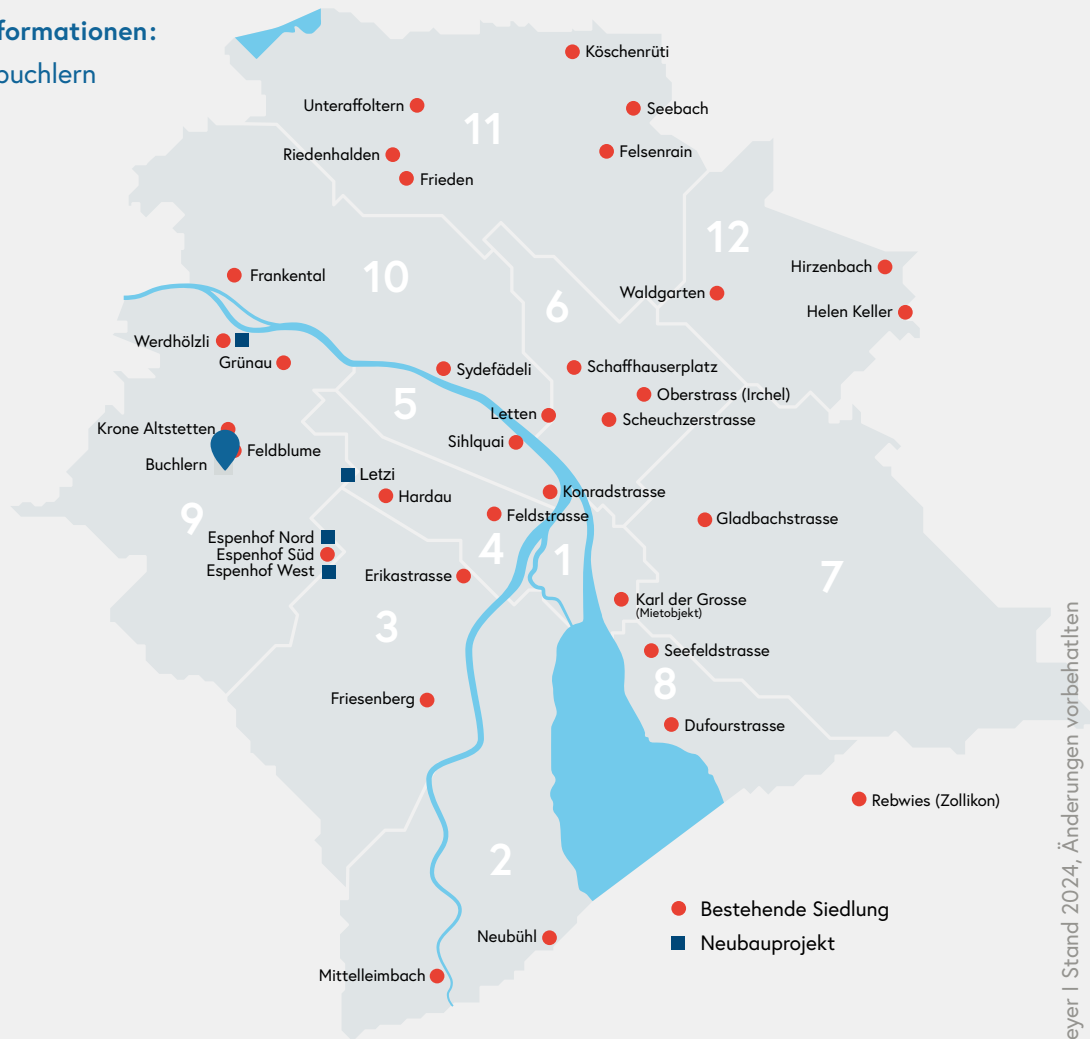 formationen:
buchlern
Köschenrüti
Unteraffoltern
Seebach
11
Riedenhalden
Felsenrain
Frieden
12
Hirzenbach
Frankental
10
Waldgarten
6
Helen Keller
Werdhölzli
Grünau
Sydefädeli
Schaffhauserplatz
Oberstrass (Irchel)
5
Letten
Scheuchzerstrasse
Krone Altstetten
Sihlquai
Feldblume
Buchlern
Letzi
Hardau
Konradstrasse
Feldstrasse
Gladbachstrasse
9
Espenhof Nord
Espenhof Süd
Espenhof West
4
1
Erikastrasse
7
Karl der Grosse
(Mietobjekt)
3
Seefeldstrasse
8
Friesenberg
Dufourstrasse
Rebwies (Zollikon)
2
Bestehende Siedlung
Neubauprojekt
Neubühl
Mittelleimbach
eyer I Stand 2024, Änderungen vorbehatlten